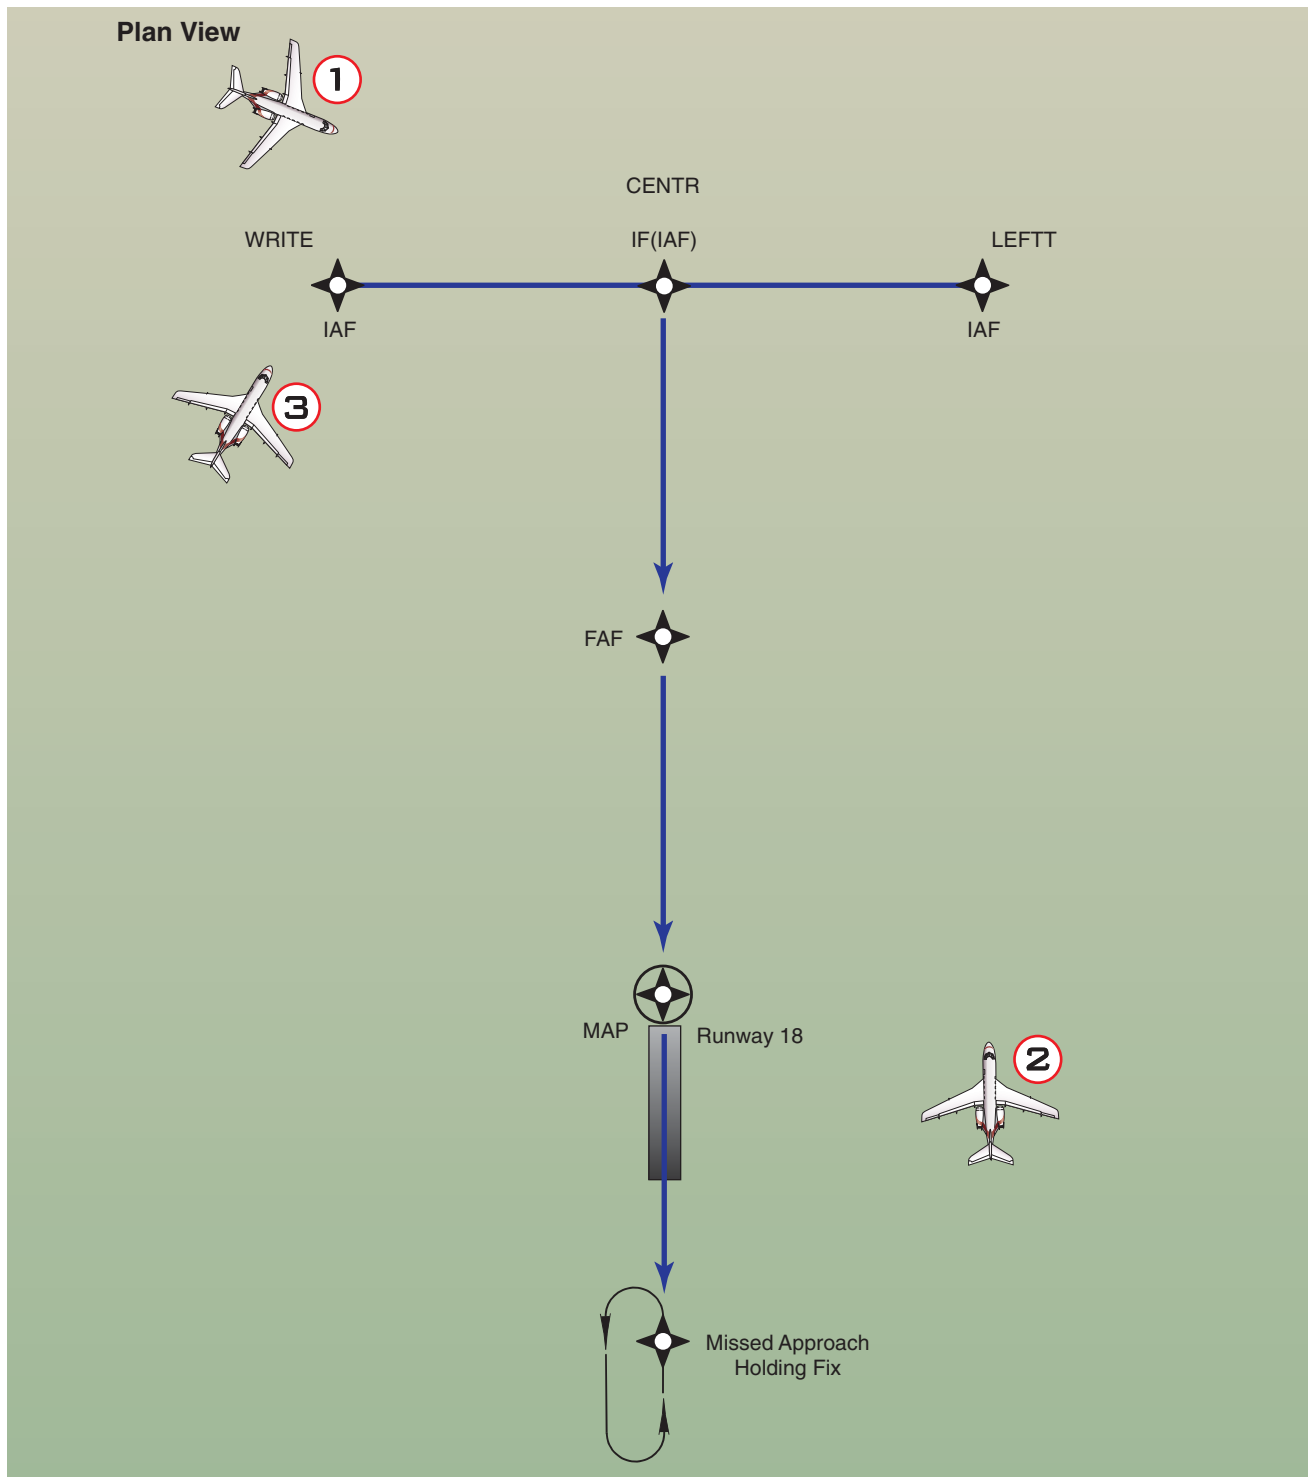 Plan View
1
CENTR
WRITE
IF(IAF)
LEFTT
IAF
IAF
3
FAF
MAP
Runway 18
2
Missed Approach
Holding Fix